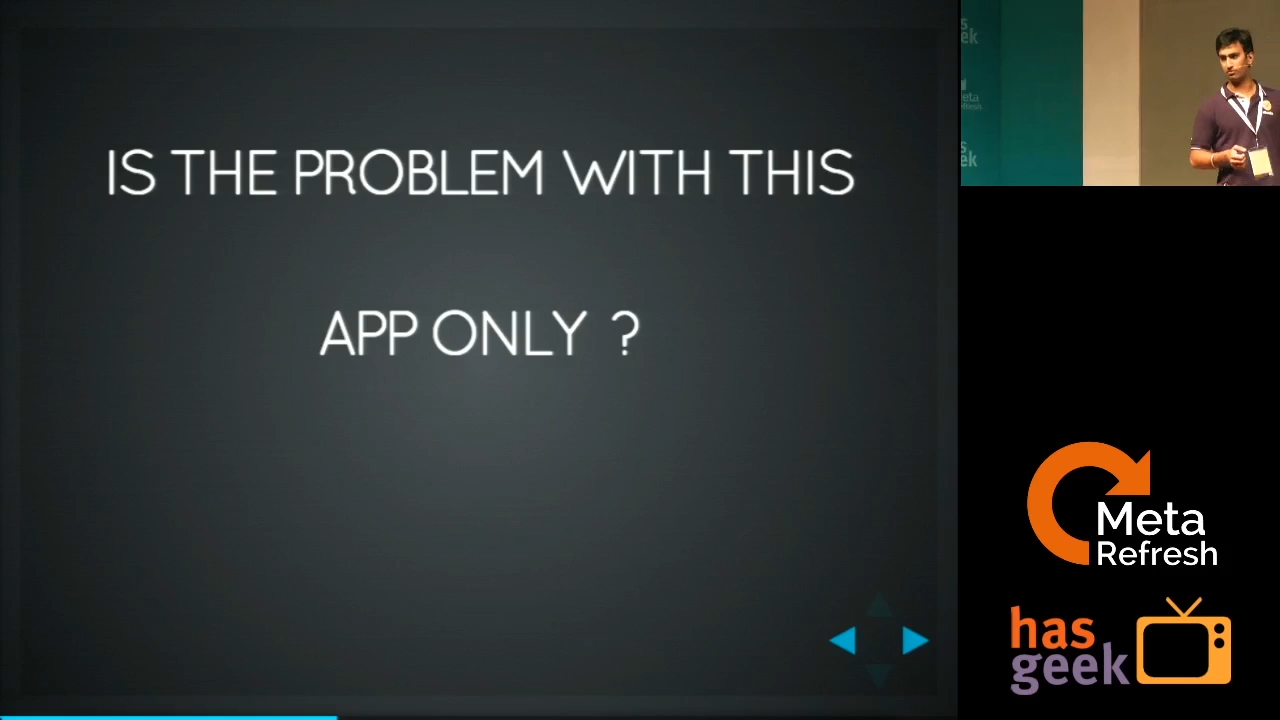 IS THE PROBLEM WITH THIS
APP ONLY ?
Meta
Refresh
has
geek